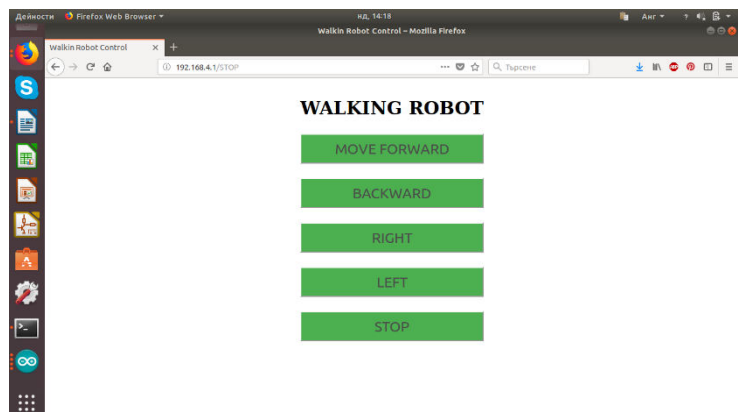 Дейности Firefox Web Browser нд, 14:18 Анг
Walkin Robot Control – Mozilla Firefox
Walkin Robot Control
192.168.4.1/STOP Търсене
WALKING ROBOT
MOVE FORWARD
BACKWARD
RIGHT
LEFT
STOP